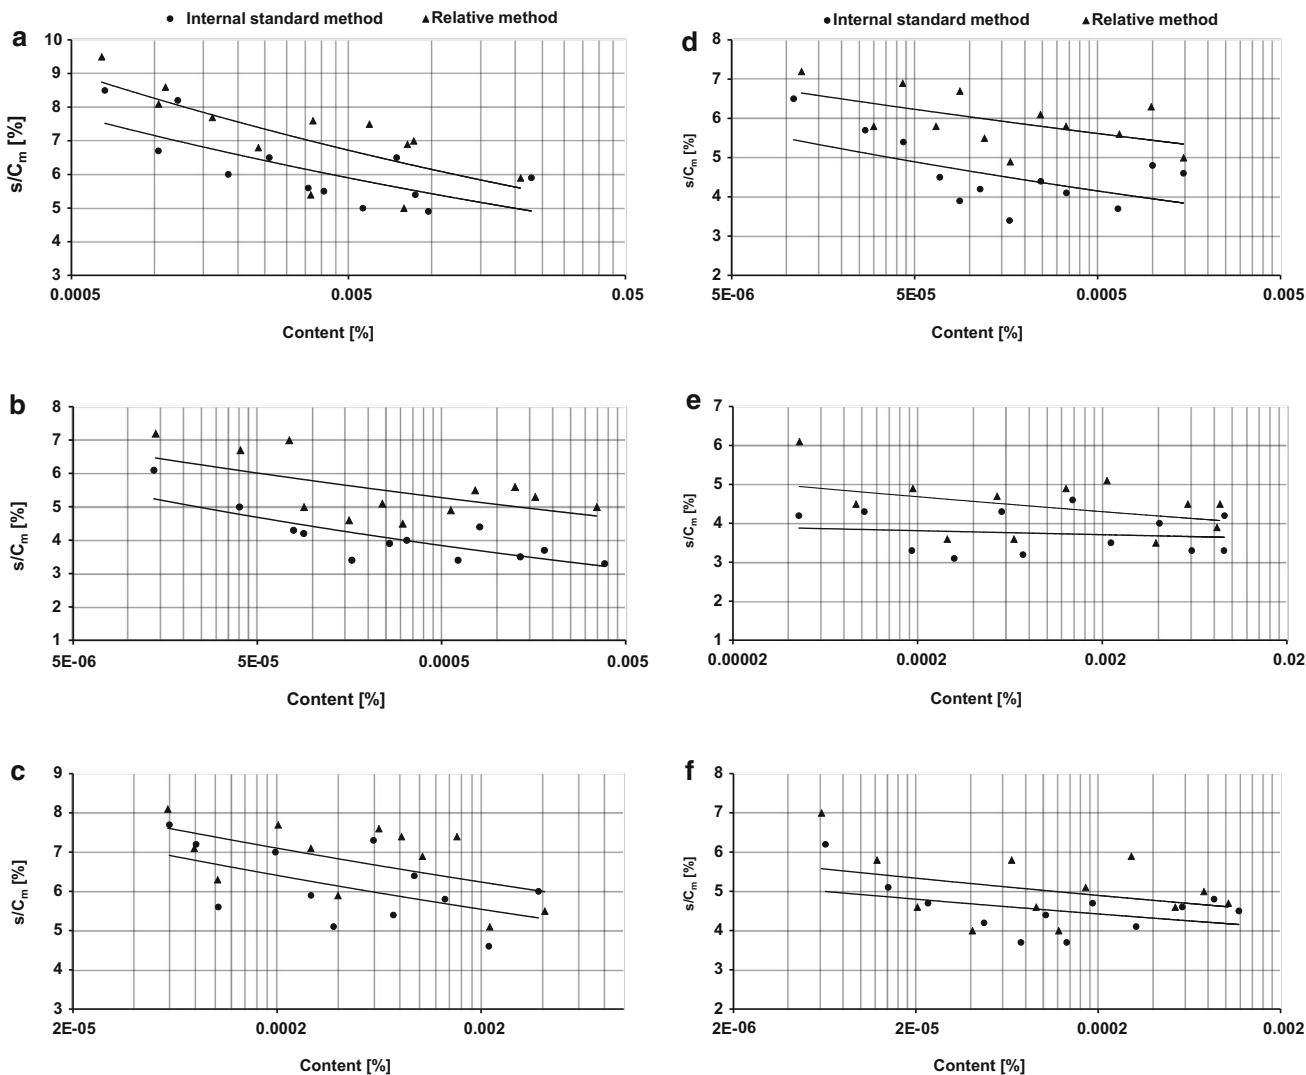 ● Internal standard method ▲ Relative method
a
10
9
8
7
6
5
4
3
s/Cm [%]
0.0005 0.005 0.05
Content [%]
●Internal standard method ▲Relative method
d
8
7
6
5
4
3
2
s/Cm [%]
5E-06 5E-05 0.0005 0.005
Content [%]
b
8
7
6
5
4
3
2
1
s/Cm [%]
5E-06 5E-05 0.0005 0.005
Content [%]
e
7
6
5
4
3
2
1
s/Cm [%]
0.00002 0.0002 0.002 0.02
Content [%]
c
9
8
7
6
5
4
3
s/Cm [%]
2E-05 0.0002 0.002
Content [%]
f
8
7
6
5
4
3
2
s/Cm [%]
2E-06 2E-05 0.0002 0.002
Content [%]